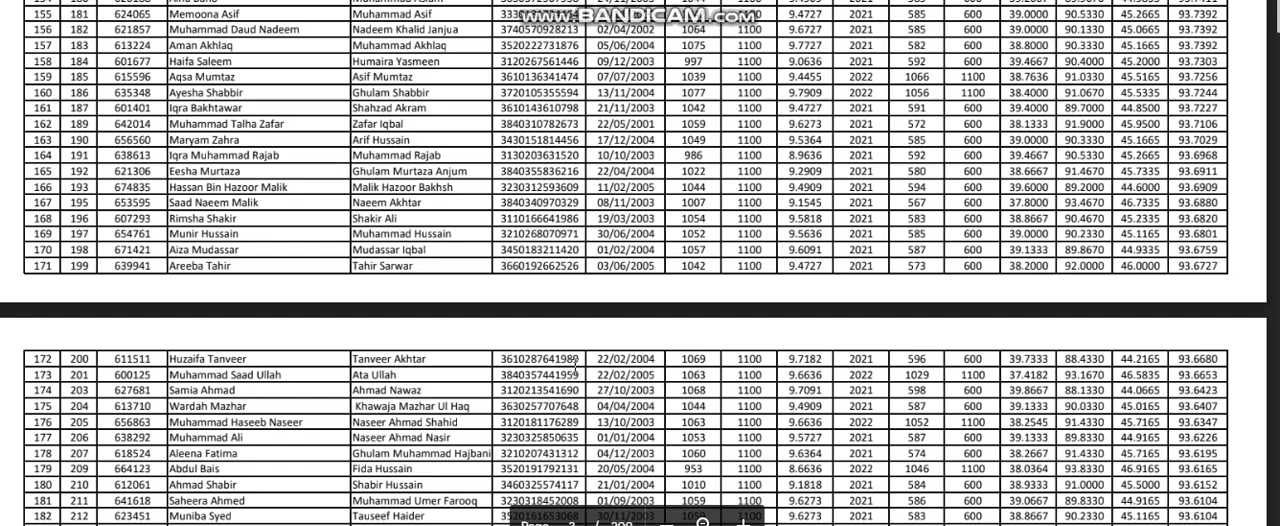 www.BANDICAM.com
155 181 624065 Memoona Asif Muhammad Asif 9.4727 2021 585 600 39.0000 90.5330 45.2665 93.7392
156 182 621857 Muhammad Daud Nadeem Nadeem Khalid Janjua 3740570928213 02/04/2002 1064 1100 9.6727 2021 585 600 39.0000 90.1330 45.0665 93.7392
157 183 613224 Aman Akhlaq Muhammad Akhlaq 3520222731876 05/06/2004 1075 1100 9.7727 2021 582 600 38.8000 90.3330 45.1665 93.7392
158 184 601677 Haifa Saleem Humaira Yasmeen 3120267561446 09/12/2003 997 1100 9.0636 2021 592 600 39.4667 90.4000 45.2000 93.7303
159 185 615596 Aqsa Mumtaz Asif Mumtaz 3610136341474 07/07/2003 1039 1100 9.4455 2022 1066 1100 38.7636 91.0330 45.5165 93.7256
160 186 635348 Ayesha Shabbir Ghulam Shabbir 3720105355594 13/11/2004 1077 1100 9.7909 2022 1056 1100 38.4000 91.0670 45.5335 93.7244
161 187 601401 Iqra Bakhtawar Shahzad Akram 3610143610798 21/11/2003 1042 1100 9.4727 2021 591 600 39.4000 89.7000 44.8500 93.7227
162 189 642014 Muhammad Talha Zafar Zafar Iqbal 3840310782673 22/05/2001 1059 1100 9.6273 2021 572 600 38.1333 91.9000 45.9500 93.7106
163 190 656560 Maryam Zahra Arif Hussain 3430151814456 17/12/2004 1049 1100 9.5364 2021 585 600 39.0000 90.3330 45.1665 93.7029
164 191 638613 Iqra Muhammad Rajab Muhammad Rajab 3130203631520 10/10/2003 986 1100 8.9636 2021 592 600 39.4667 90.5330 45.2665 93.6968
165 192 621306 Eesha Murtaza Ghulam Murtaza Anjum 3840355836216 22/04/2004 1022 1100 9.2909 2021 580 600 38.6667 91.4670 45.7335 93.6911
166 193 674835 Hassan Bin Hazoor Malik Malik Hazoor Bakhsh 3230312593609 11/02/2005 1044 1100 9.4909 2021 594 600 39.6000 89.2000 44.6000 93.6909
167 195 653595 Saad Naeem Malik Naeem Akhtar 3840340970329 08/11/2003 1007 1100 9.1545 2021 567 600 37.8000 93.4670 46.7335 93.6880
168 196 607293 Rimsha Shakir Shakir Ali 3110166641986 19/03/2003 1054 1100 9.5818 2021 583 600 38.8667 90.4670 45.2335 93.6820
169 197 654761 Munir Hussain Muhammad Hussain 3210268070971 30/06/2004 1052 1100 9.5636 2021 585 600 39.0000 90.2330 45.1165 93.6801
170 198 671421 Aiza Mudassar Mudassar Iqbal 3450183211420 01/02/2004 1057 1100 9.6091 2021 587 600 39.1333 89.8670 44.9335 93.6759
171 199 639941 Areeba Tahir Tahir Sarwar 3660192662526 03/06/2005 1042 1100 9.4727 2021 573 600 38.2000 92.0000 46.0000 93.6727
172 200 611511 Huzaifa Tanveer Tanveer Akhtar 3610287641989 22/02/2004 1069 1100 9.7182 2021 596 600 39.7333 88.4330 44.2165 93.6680
173 201 600125 Muhammad Saad Ullah Ata Ullah 3840357441959 22/02/2005 1063 1100 9.6636 2022 1029 1100 37.4182 93.1670 46.5835 93.6653
174 203 627681 Samia Ahmad Ahmad Nawaz 3120213541690 27/10/2003 1068 1100 9.7091 2021 598 600 39.8667 88.1330 44.0665 93.6423
175 204 613710 Wardah Mazhar Khawaja Mazhar Ul Haq 3630257707648 04/04/2004 1044 1100 9.4909 2021 587 600 39.1333 90.0330 45.0165 93.6407
176 205 656863 Muhammad Haseeb Naseer Naseer Ahmad Shahid 3120181176289 13/10/2003 1063 1100 9.6636 2022 1052 1100 38.2545 91.4330 45.7165 93.6347
177 206 638292 Muhammad Ali Naseer Ahmad Nasir 3230325850635 01/01/2004 1053 1100 9.5727 2021 587 600 39.1333 89.8330 44.9165 93.6226
178 207 618524 Aleena Fatima Ghulam Muhammad Hajbani 3210207431312 04/12/2003 1060 1100 9.6364 2021 574 600 38.2667 91.4330 45.7165 93.6195
179 209 664123 Abdul Bais Fida Hussain 3520191792131 20/05/2004 953 1100 8.6636 2022 1046 1100 38.0364 93.8330 46.9165 93.6165
180 210 612061 Ahmad Shabir Shabir Hussain 3460325574117 21/01/2004 1010 1100 9.1818 2021 584 600 38.9333 91.0000 45.5000 93.6152
181 211 641618 Saheera Ahmed Muhammad Umer Farooq 3230318452008 01/09/2003 1059 1100 9.6273 2021 586 600 39.0667 89.8330 44.9165 93.6104
182 212 623451 Muniba Syed Tauseef Haider 9.6273 2021 583 600 38.8667 90.2330 45.1165 93.6104